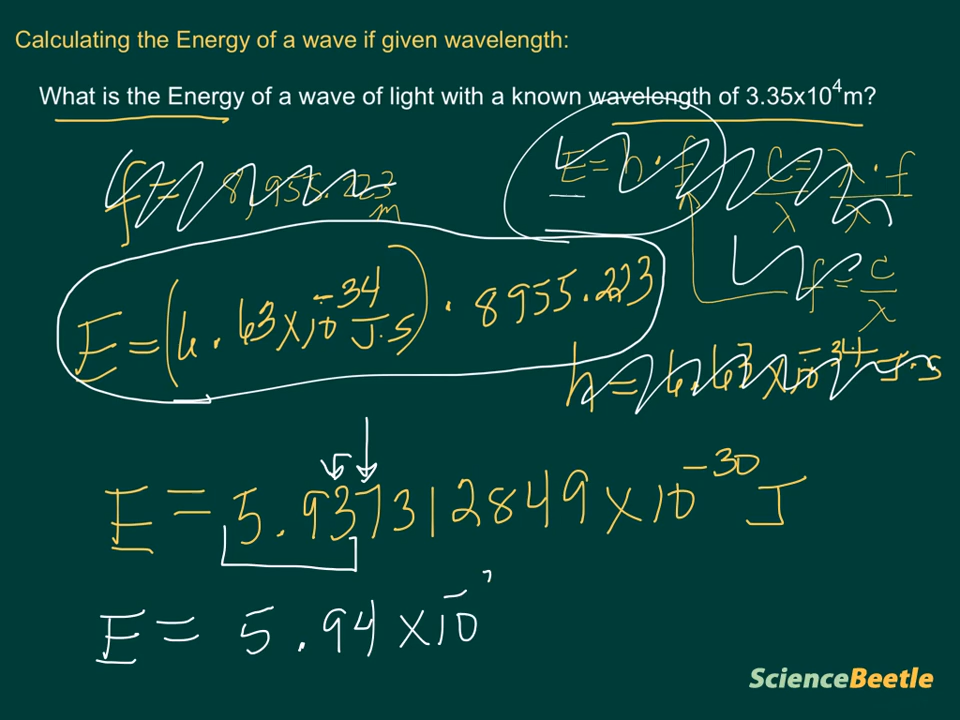 Calculating the Energy of a wave if given wavelength:
What is the Energy of a wave of light with a known wavelength of 3.35x10⁴m?
f = 8,955.223 m
E = h · f
C/λ = λ · f/λ
f = C/λ
E = (6.63 x 10⁻³⁴ J·s) · 8955.223
h = 6.63 x 10⁻³⁴ J·s
E = 5.937312849 x 10⁻³⁰ J
E = 5.94 x 10⁻
ScienceBeetle